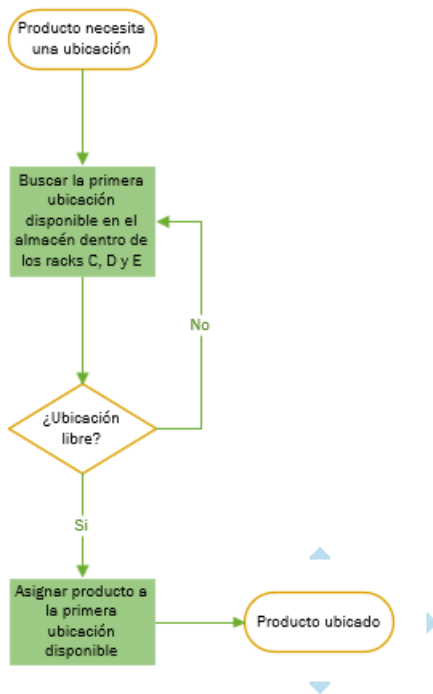 Producto necesita
una ubicación
Buscar la primera
ubicación
disponible en el
almacén dentro de
los racks C, D y E
No
¿Ubicación
libre?
Si
Asignar producto a
la primera
ubicación
disponible
Producto ubicado